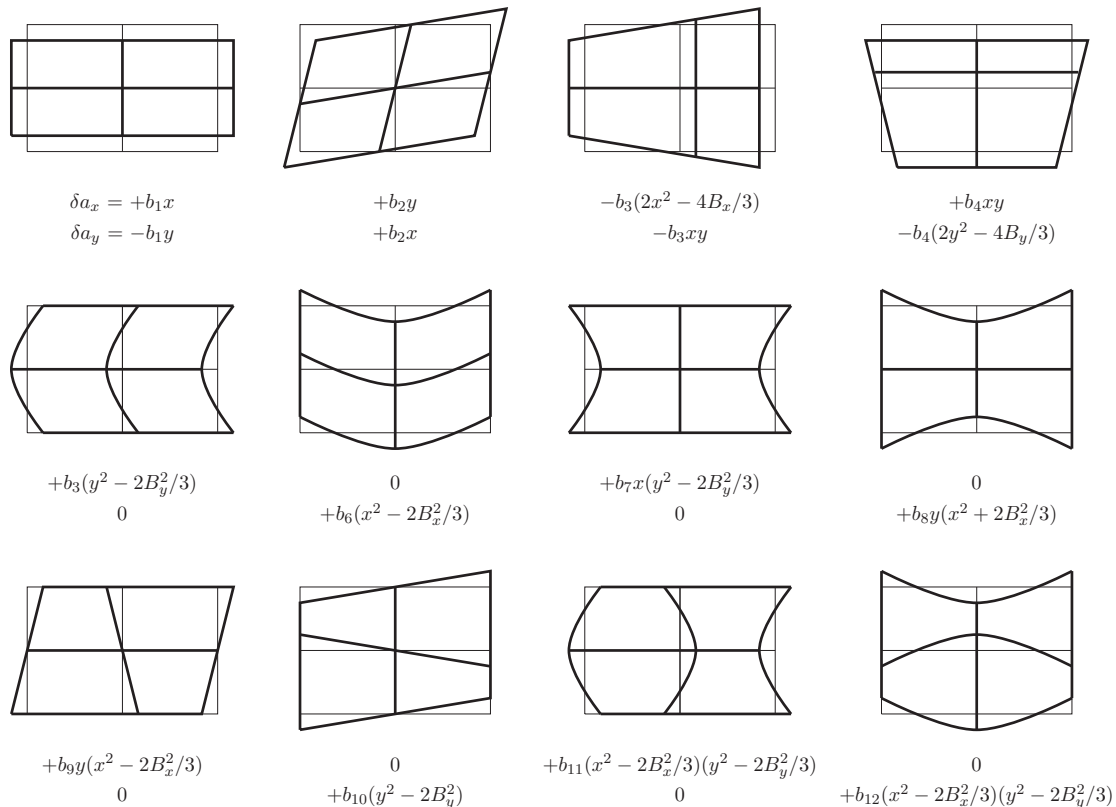 δa_x = +b_1x
+b_2y
−b_3(2x^2 − 4B_x/3)
+b_4xy
δa_y = −b_1y
+b_2x
−b_3xy
−b_4(2y^2 − 4B_y/3)
+b_3(y^2 − 2B_y^2/3)
0
+b_7x(y^2 − 2B_y^2/3)
0
0
+b_6(x^2 − 2B_x^2/3)
0
+b_8y(x^2 + 2B_x^2/3)
+b_9y(x^2 − 2B_x^2/3)
0
+b_11(x^2 − 2B_x^2/3)(y^2 − 2B_y^2/3)
0
0
+b_10(y^2 − 2B_y^2)
0
+b_12(x^2 − 2B_x^2/3)(y^2 − 2B_y^2/3)